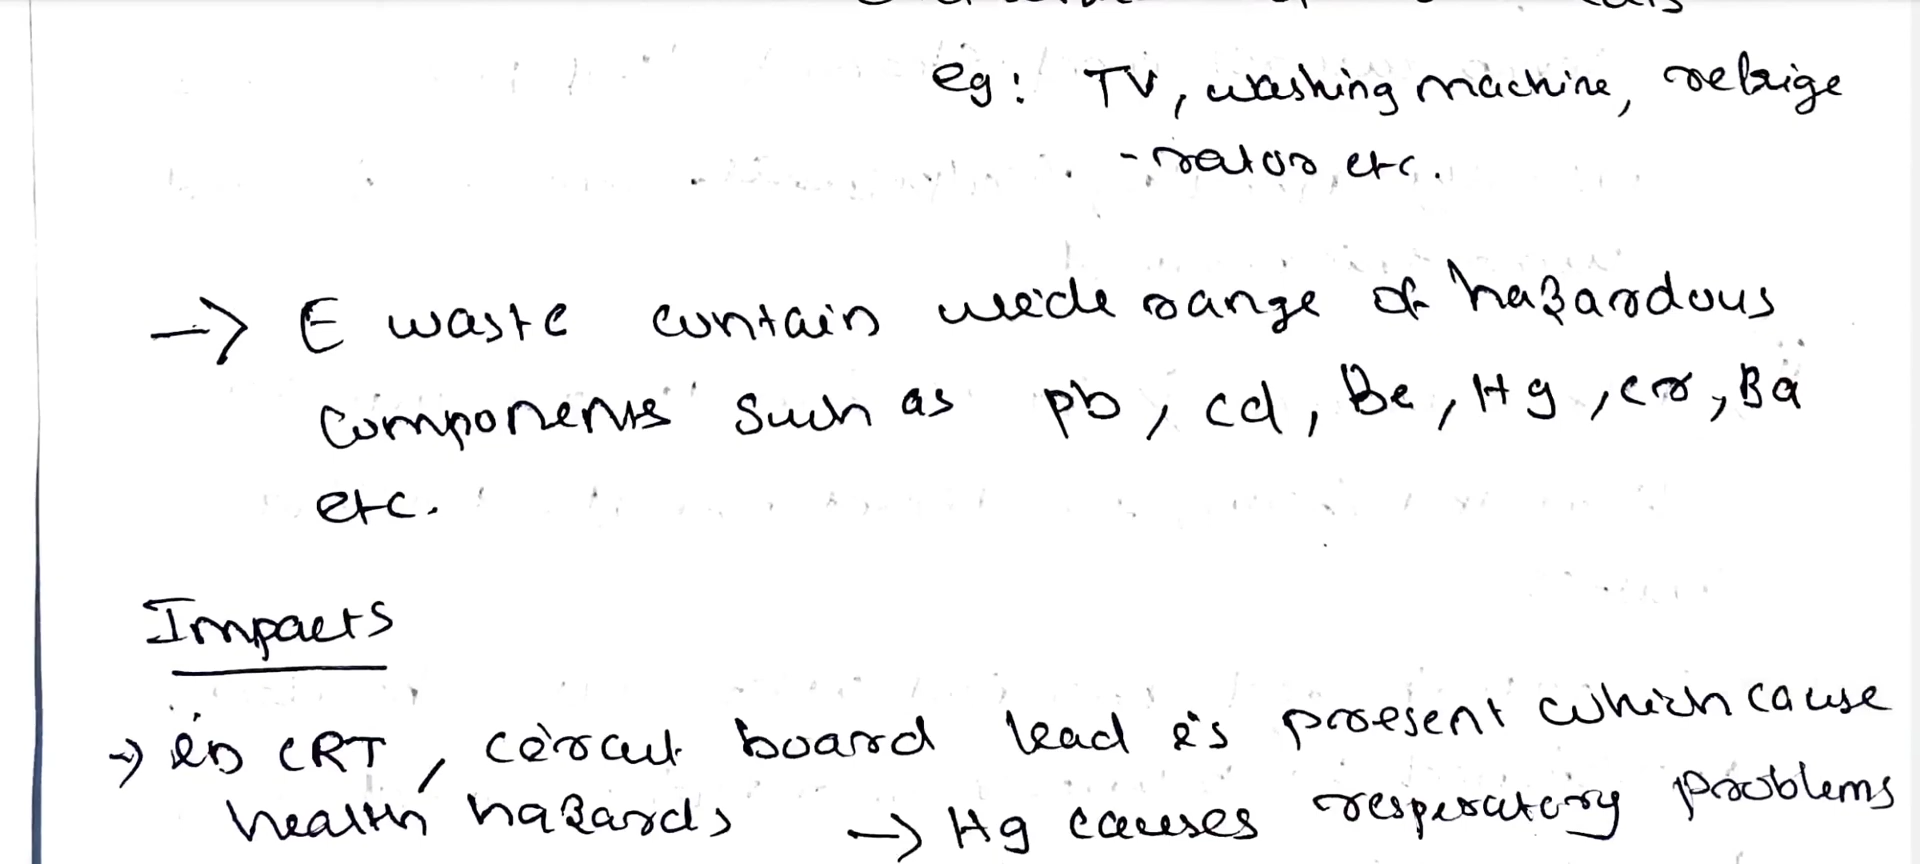 eg: TV, washing machine, refrige
-rator etc.
→ E waste contain wide range of hazardous
components such as pb, cd, Be, Hg, cr, Ba
etc.
Impacts
→ in CRT, circuit board lead is present which cause
health hazards → Hg causes respiratory problems